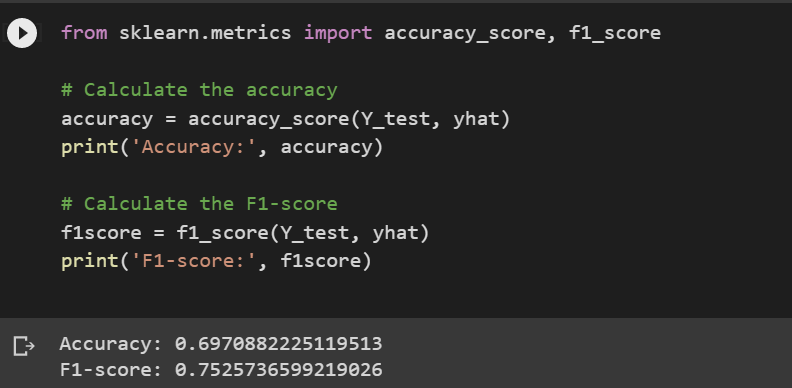 from sklearn.metrics import accuracy_score, f1_score
# Calculate the accuracy
accuracy = accuracy_score(Y_test, yhat)
print('Accuracy:', accuracy)
# Calculate the F1-score
f1score = f1_score(Y_test, yhat)
print('F1-score:', f1score)
Accuracy: 0.6970882225119513
F1-score: 0.7525736599219026